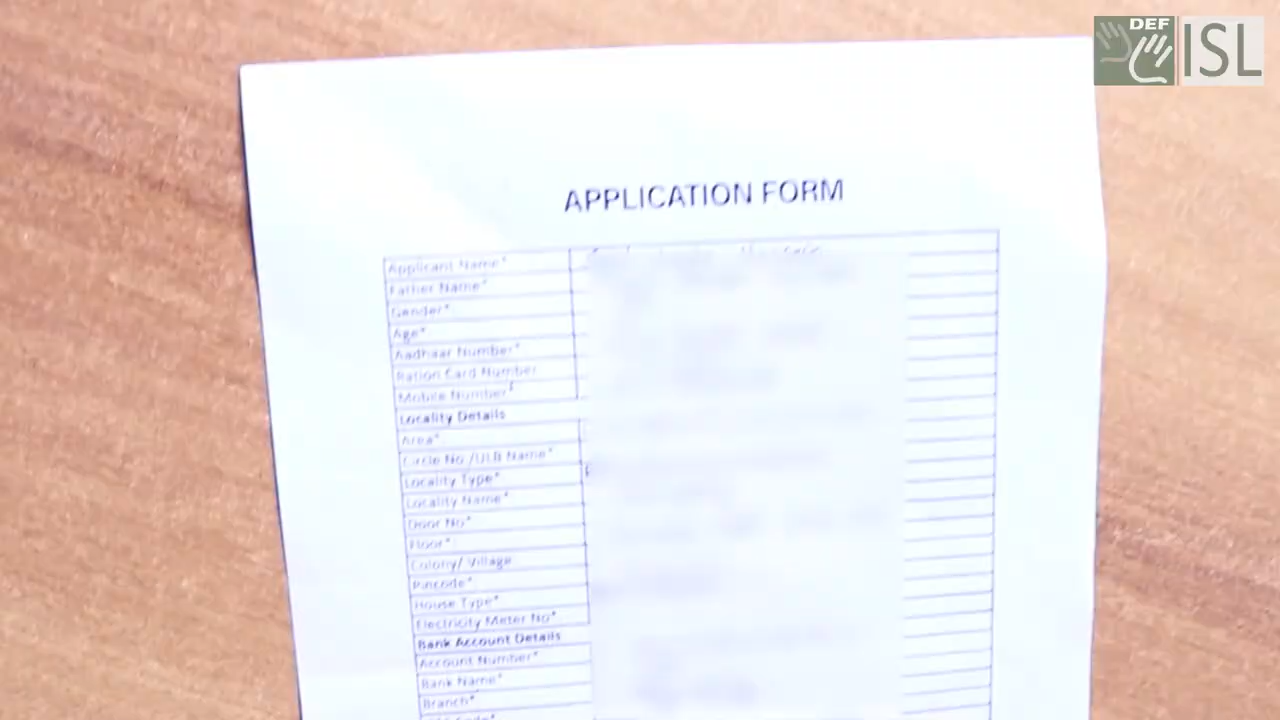 DEF
ISL
APPLICATION FORM
Applicant Name*
Father Name*
Gender*
Age*
Aadhaar Number*
Ration Card Number
Mobile Number*
Locality Details
Area*
Circle No /ULB Name*
Locality Type*
Locality Name*
Door No*
Floor*
Colony/ Village
Pincode*
House Type*
Electricity Meter No*
Bank Account Details
Account Number*
Bank Name*
Branch*